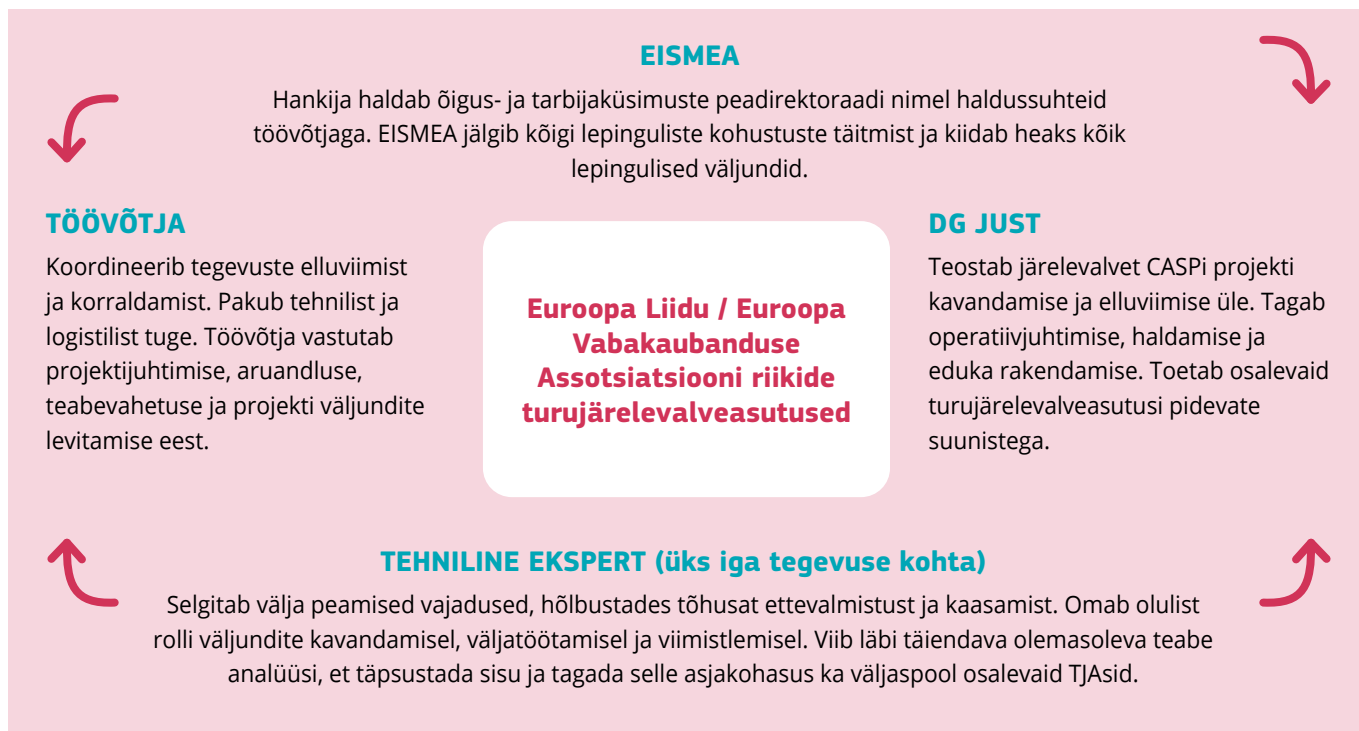 EISMEA
Hankija haldab õigus- ja tarbijaküsimuste peadirektoraadi nimel haldussuhteid
töövõtjaga. EISMEA jälgib kõigi lepinguliste kohustuste täitmist ja kiidab heaks kõik
lepingulised väljundid.
TÖÖVÕTJA
Koordineerib tegevuste elluviimist
ja korraldamist. Pakub tehnilist ja
logistilist tuge. Töövõtja vastutab
projektijuhtimise, aruandluse,
teabevahetuse ja projekti väljundite
levitamise eest.
Euroopa Liidu / Euroopa
Vabakaubanduse
Assotsiatsiooni riikide
turujärelevalveasutused
DG JUST
Teostab järelevalvet CASPi projekti
kavandamise ja elluviimise üle. Tagab
operatiivjuhtimise, haldamise ja
eduka rakendamise. Toetab osalevaid
turujärelevalveasutusi pidevate
suunistega.
TEHNILINE EKSPERT (üks iga tegevuse kohta)
Selgitab välja peamised vajadused, hõlbustades tõhusat ettevalmistust ja kaasamist. Omab olulist
rolli väljundite kavandamisel, väljatöötamisel ja viimistlemisel. Viib läbi täiendava olemasoleva teabe
analüüsi, et täpsustada sisu ja tagada selle asjakohasus ka väljaspool osalevaid TJAsid.